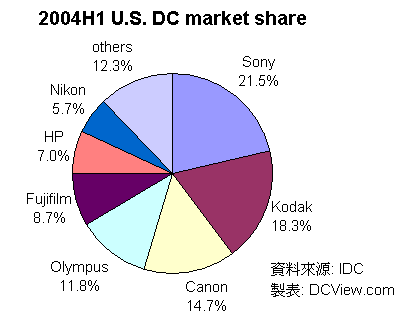 2004H1 U.S. DC market share
others
12.3%
Sony
21.5%
Nikon
5.7%
HP
7.0%
Fujifilm
8.7%
Kodak
18.3%
Olympus
11.8%
Canon
14.7%
資料來源: IDC
製表: DCView.com